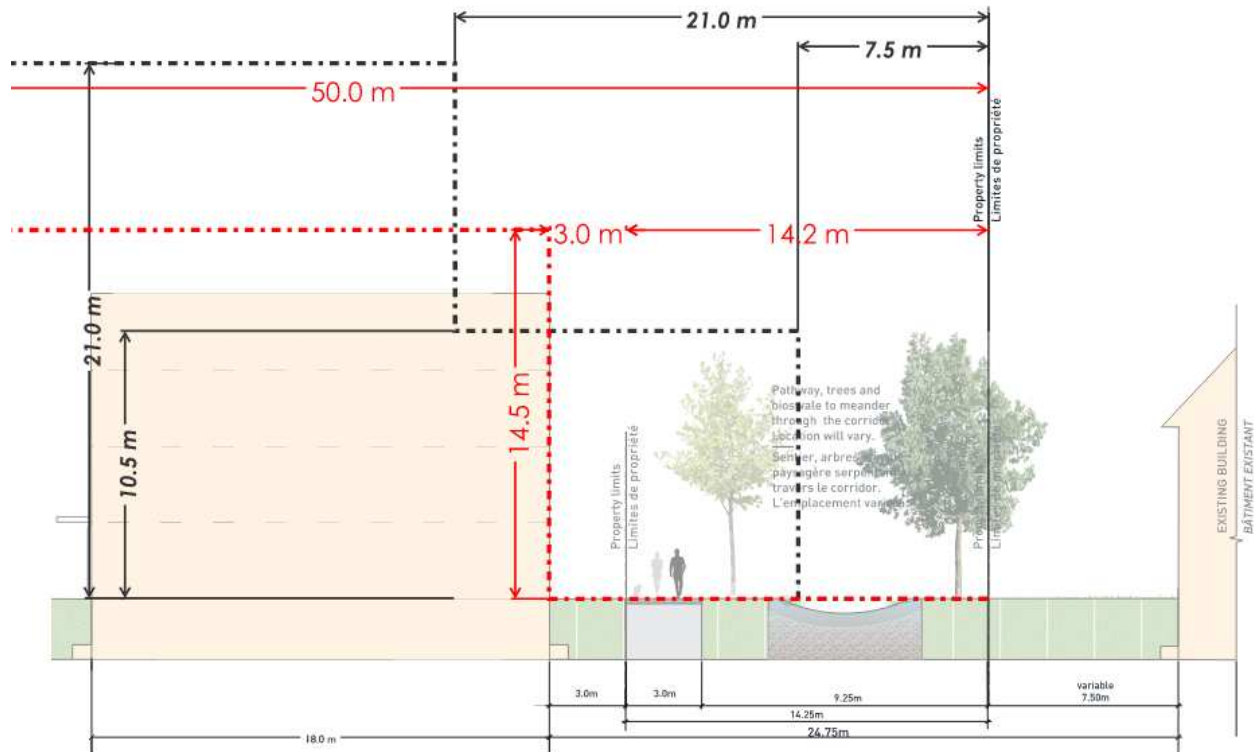 21.0 m
7.5 m
50.0 m
Property limits
Limites de propriété
3.0 m
14.2 m
21.0 m
10.5 m
14.5 m
Pathway, trees and
bioswale to meander
through the corridor
Location will vary.
Sentier, arbres
paysagère
travers le corridor.
L'emplacement
Property limits
Limites de propriété
EXISTING BUILDING
BÂTIMENT EXISTANT
3.0m
3.0m
9.25m
variable
7.50m
14.25m
24.75m
18.0 m